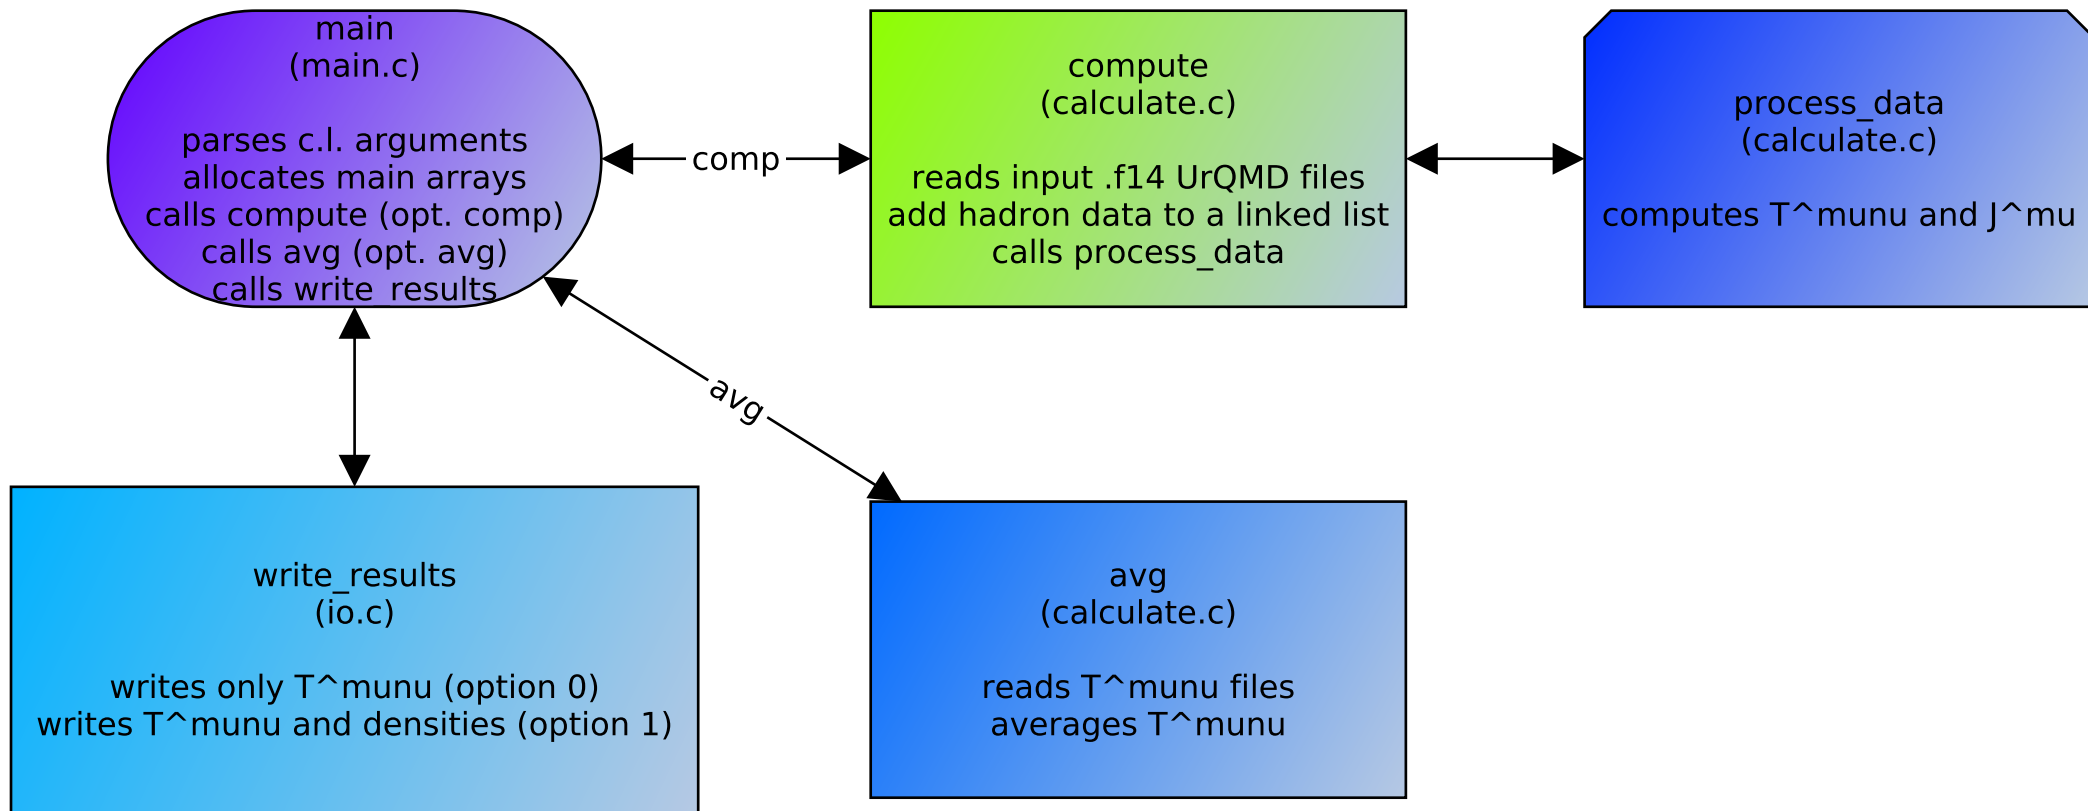 main
(main.c)
parses c.l. arguments
allocates main arrays
calls compute (opt. comp)
calls avg (opt. avg)
calls write_results
comp
compute
(calculate.c)
reads input .f14 UrQMD files
add hadron data to a linked list
calls process_data
process_data
(calculate.c)
computes T^munu and J^mu
avg
write_results
(io.c)
writes only T^munu (option 0)
writes T^munu and densities (option 1)
avg
(calculate.c)
reads T^munu files
averages T^munu